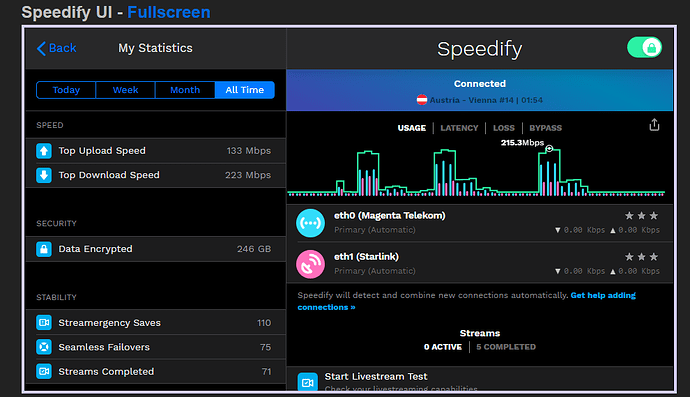 Speedify UI - Fullscreen
Back
My Statistics
Today
Week
Month
All Time
SPEED
Top Upload Speed
133 Mbps
Top Download Speed
223 Mbps
SECURITY
Data Encrypted
246 GB
STABILITY
Streamergency Saves
110
Seamless Failovers
75
Streams Completed
71
Speedify
Connected
Austria - Vienna #14 | 01:54
USAGE
LATENCY
LOSS
BYPASS
215.3Mbps
eth0 (Magenta Telekom)
Primary (Automatic)
▼ 0.00 Kbps ▲ 0.00 Kbps
eth1 (Starlink)
Primary (Automatic)
▼ 0.00 Kbps ▲ 0.00 Kbps
Speedify will detect and combine new connections automatically. Get help adding
connections »
Streams
0 ACTIVE
5 COMPLETED
Start Livestream Test
Check your livestreaming capabilities